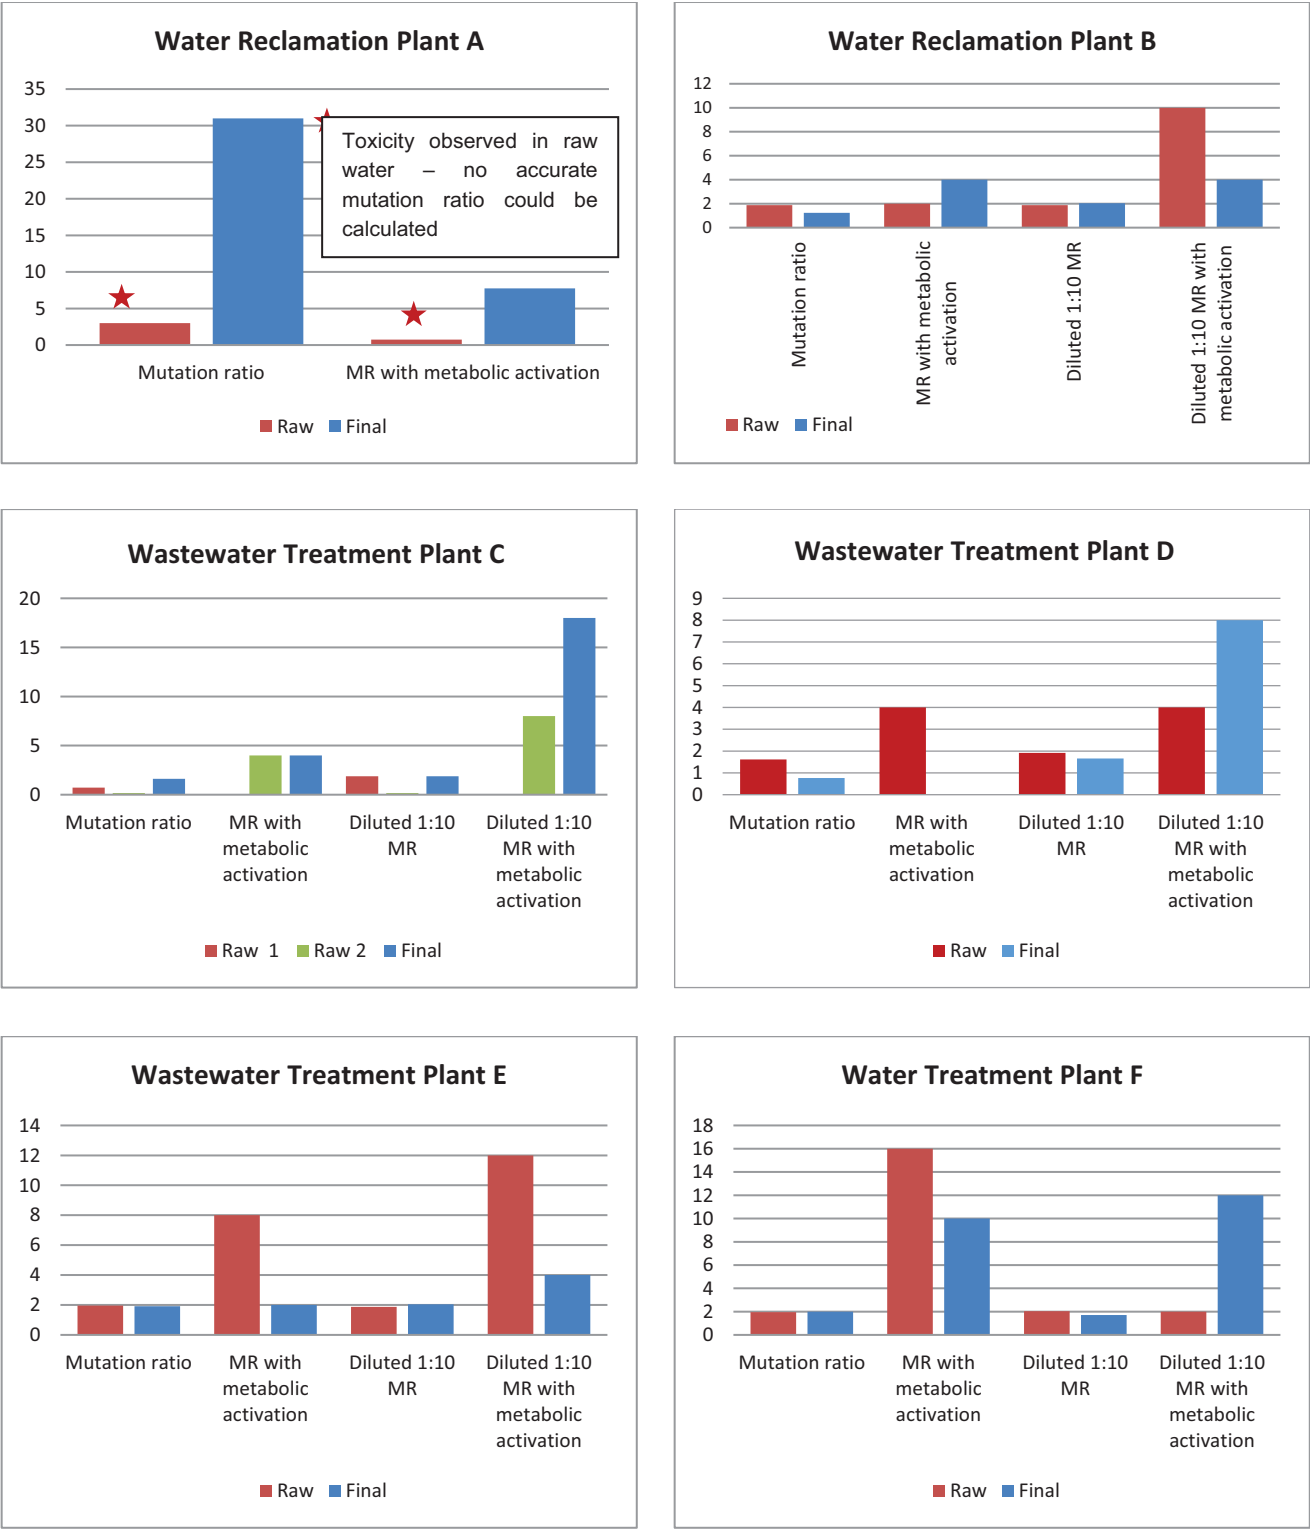 Water Reclamation Plant A
35
30
25
20
15
10
5
0
Toxicity observed in raw
water – no accurate
mutation ratio could be
calculated
Mutation ratio
MR with metabolic activation
Raw Final
Water Reclamation Plant B
12
10
8
6
4
2
0
Mutation ratio
MR with metabolic
activation
Diluted 1:10 MR
Diluted 1:10 MR with
metabolic activation
Raw Final
Wastewater Treatment Plant C
20
15
10
5
0
Mutation ratio
MR with
metabolic
activation
Diluted 1:10
MR
Diluted 1:10
MR with
metabolic
activation
Raw 1 Raw 2 Final
Wastewater Treatment Plant D
9
8
7
6
5
4
3
2
1
0
Mutation ratio
MR with
metabolic
activation
Diluted 1:10
MR
Diluted 1:10
MR with
metabolic
activation
Raw Final
Wastewater Treatment Plant E
14
12
10
8
6
4
2
0
Mutation ratio
MR with
metabolic
activation
Diluted 1:10
MR
Diluted 1:10
MR with
metabolic
activation
Raw Final
Water Treatment Plant F
18
16
14
12
10
8
6
4
2
0
Mutation ratio
MR with
metabolic
activation
Diluted 1:10
MR
Diluted 1:10
MR with
metabolic
activation
Raw Final